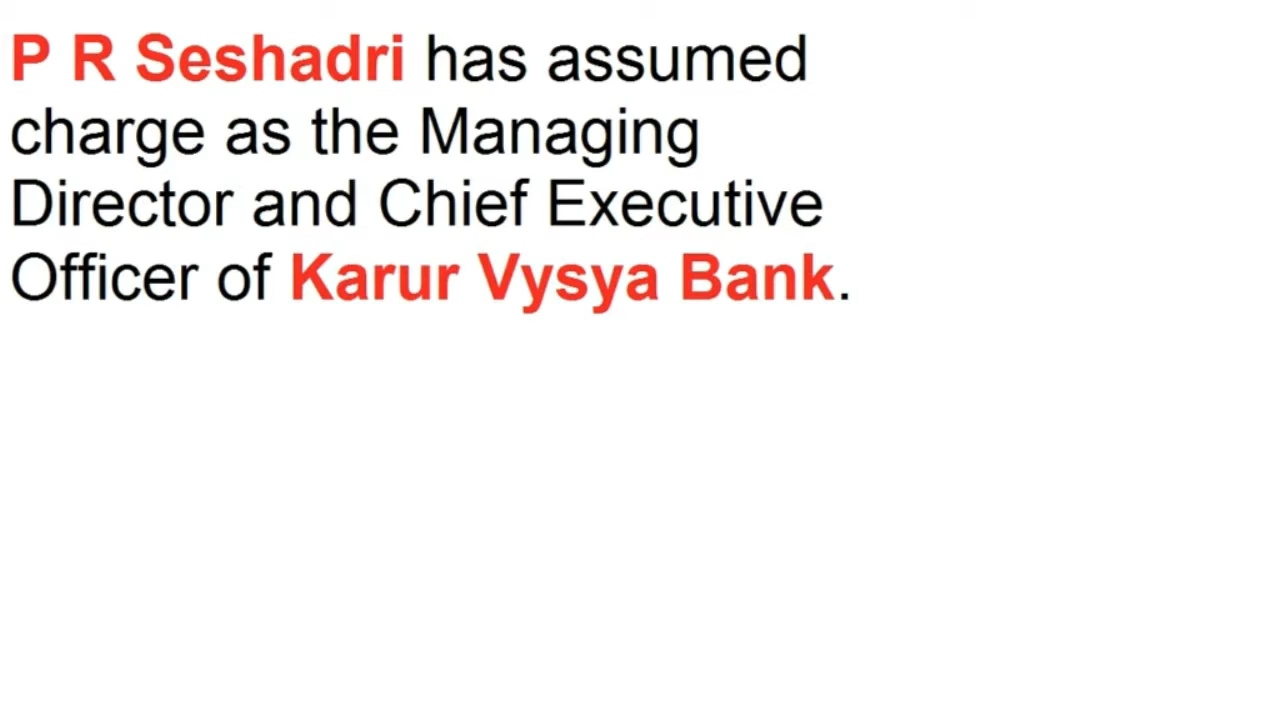 P R Seshadri has assumed
charge as the Managing
Director and Chief Executive
Officer of Karur Vysya Bank.